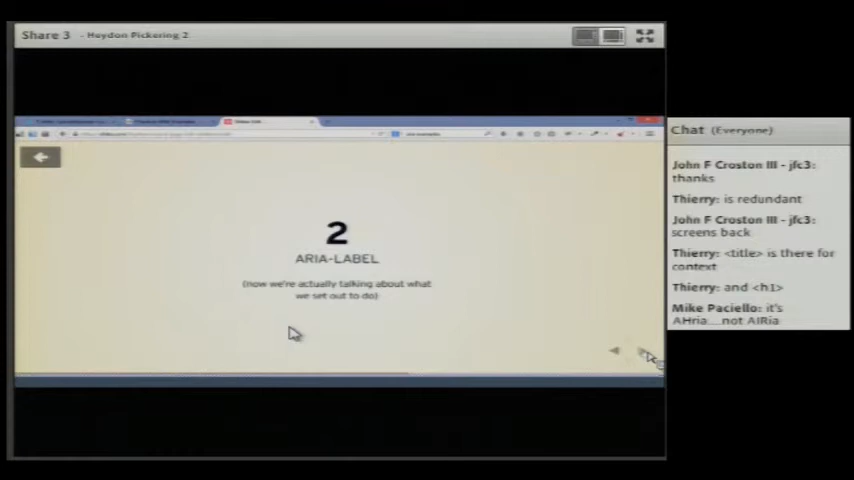 Share 3 - Heydon Pickering 2
2
ARIA-LABEL
(now we're actually talking about what
we set out to do)
Chat (Everyone)
John F Croston III - jfc3:
thanks
Thierry: is redundant
John F Croston III - jfc3:
screens back
Thierry: <title> is there for
context
Thierry: and <h1>
Mike Paciello: it's
AHria...not AIRia